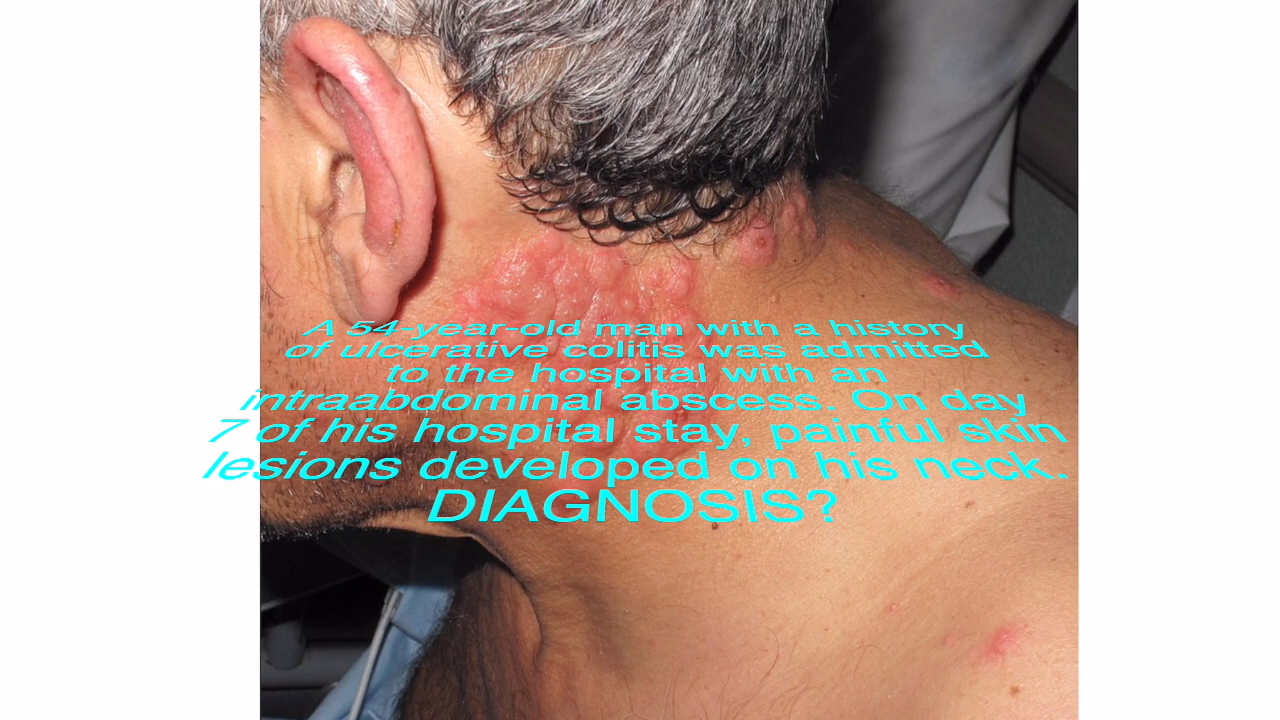 A 54-year-old man with a history
of ulcerative colitis was admitted
to the hospital with an
intraabdominal abscess. On day
7 of his hospital stay, painful skin
lesions developed on his neck.
DIAGNOSIS?